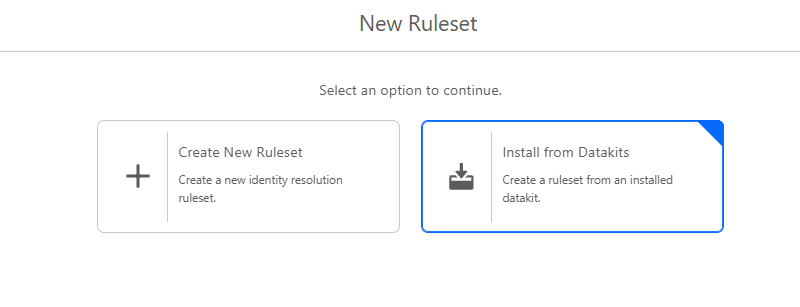 New Ruleset
Select an option to continue.
Create New Ruleset
Create a new identity resolution
ruleset.
Install from Datakits
Create a ruleset from an installed
datakit.